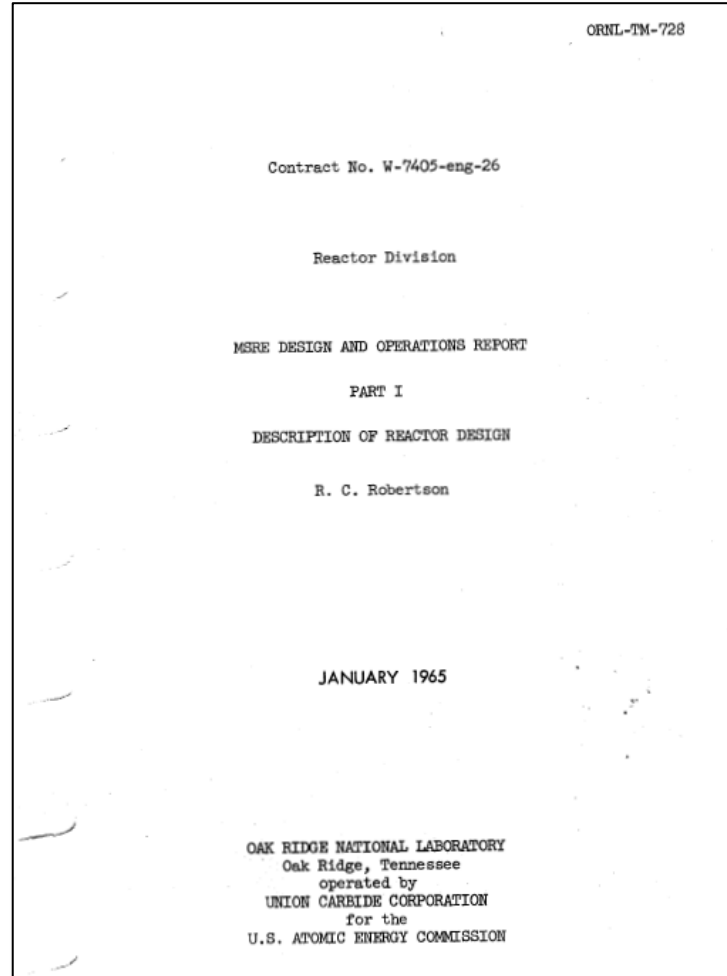 ORNL-TM-728
Contract No. W-7405-eng-26
Reactor Division
MSRE DESIGN AND OPERATIONS REPORT
PART I
DESCRIPTION OF REACTOR DESIGN
R. C. Robertson
JANUARY 1965
OAK RIDGE NATIONAL LABORATORY
Oak Ridge, Tennessee
operated by
UNION CARBIDE CORPORATION
for the
U.S. ATOMIC ENERGY COMMISSION